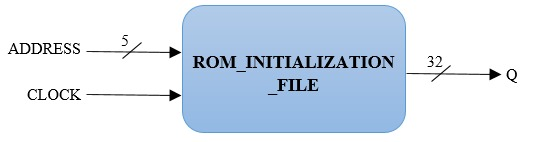 ADDRESS
5
ROM_INITIALIZATION
_FILE
32
Q
CLOCK